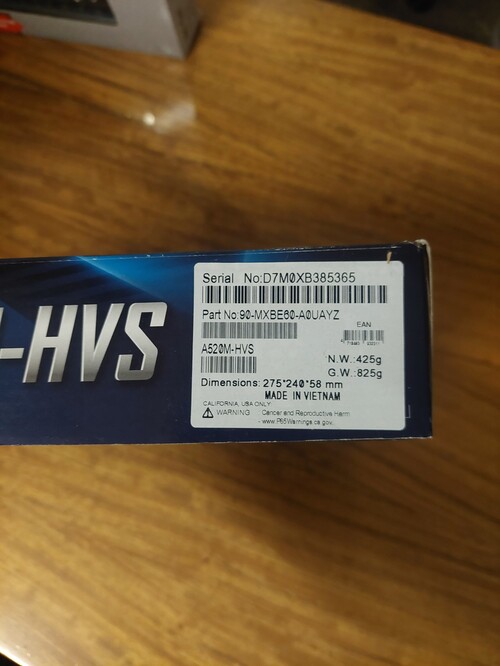 -HVS
Serial No:D7M0XB385365
Part No:90-MXBE60-A0UAYZ
EAN
A520M-HVS
N.W.:425g
G.W.:825g
Dimensions: 275*240*58 mm
MADE IN VIETNAM
CALIFORNIA, USA ONLY
WARNING : Cancer and Reproductive Harm
- www.P65Warnings.ca.gov